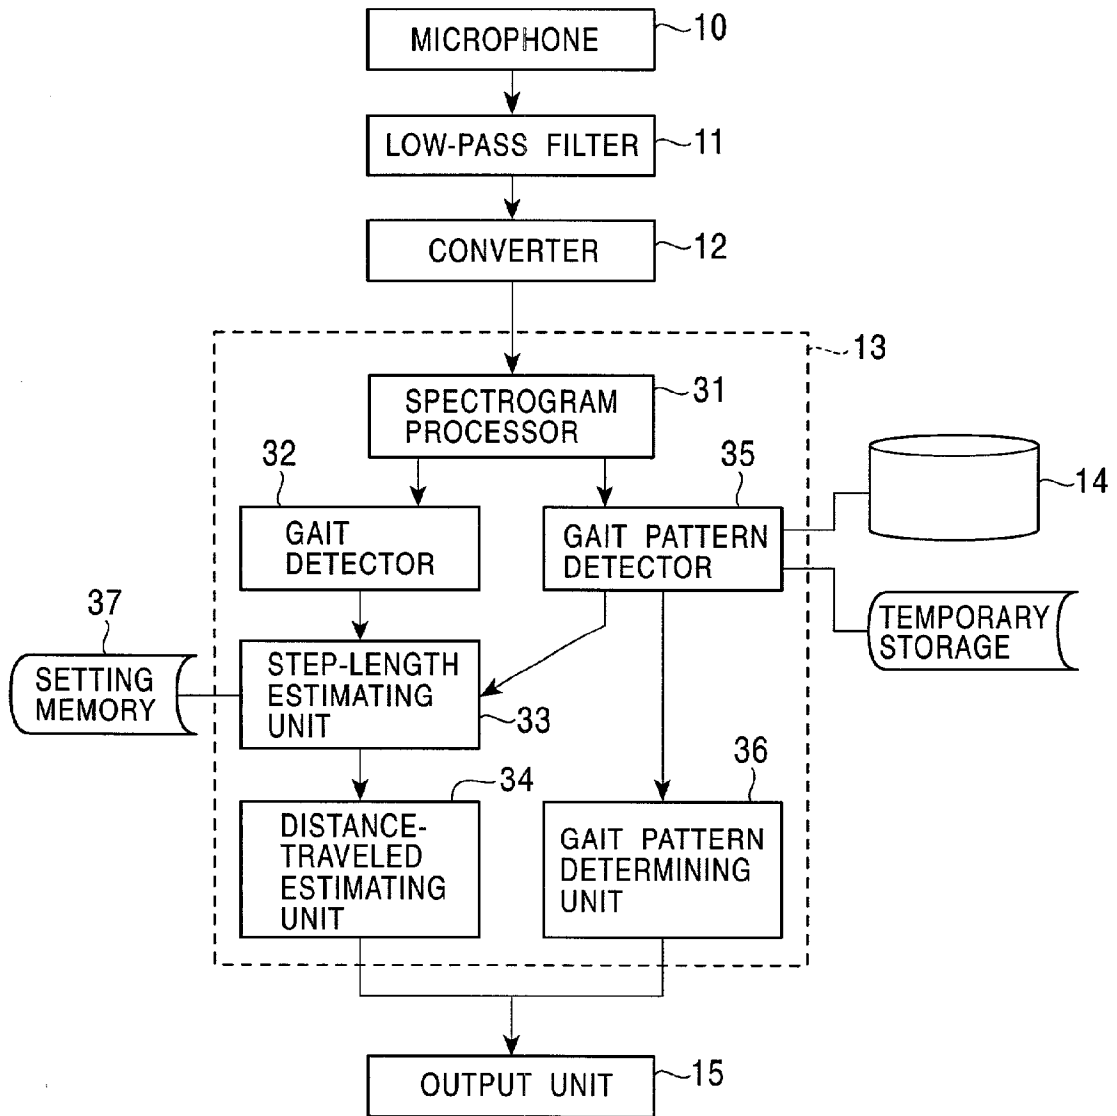 MICROPHONE
10
LOW-PASS FILTER
11
CONVERTER
12
13
SPECTROGRAM
PROCESSOR
31
32
35
14
GAIT
DETECTOR
GAIT PATTERN
DETECTOR
37
TEMPORARY
STORAGE
SETTING
MEMORY
STEP-LENGTH
ESTIMATING
UNIT
33
34
36
DISTANCE-
TRAVELED
ESTIMATING
UNIT
GAIT PATTERN
DETERMINING
UNIT
OUTPUT UNIT
15